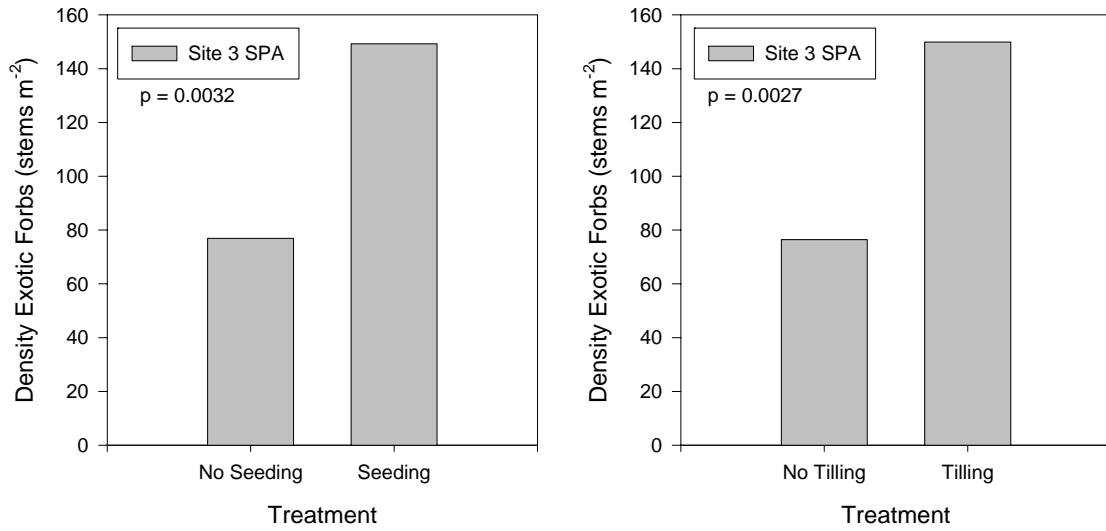 160
140
120
100
80
60
40
20
0
Density Exotic Forbs (stems m⁻²)
Site 3 SPA
p = 0.0032
No Seeding Seeding
Treatment
160
140
120
100
80
60
40
20
0
Density Exotic Forbs (stems m⁻²)
Site 3 SPA
p = 0.0027
No Tilling Tilling
Treatment